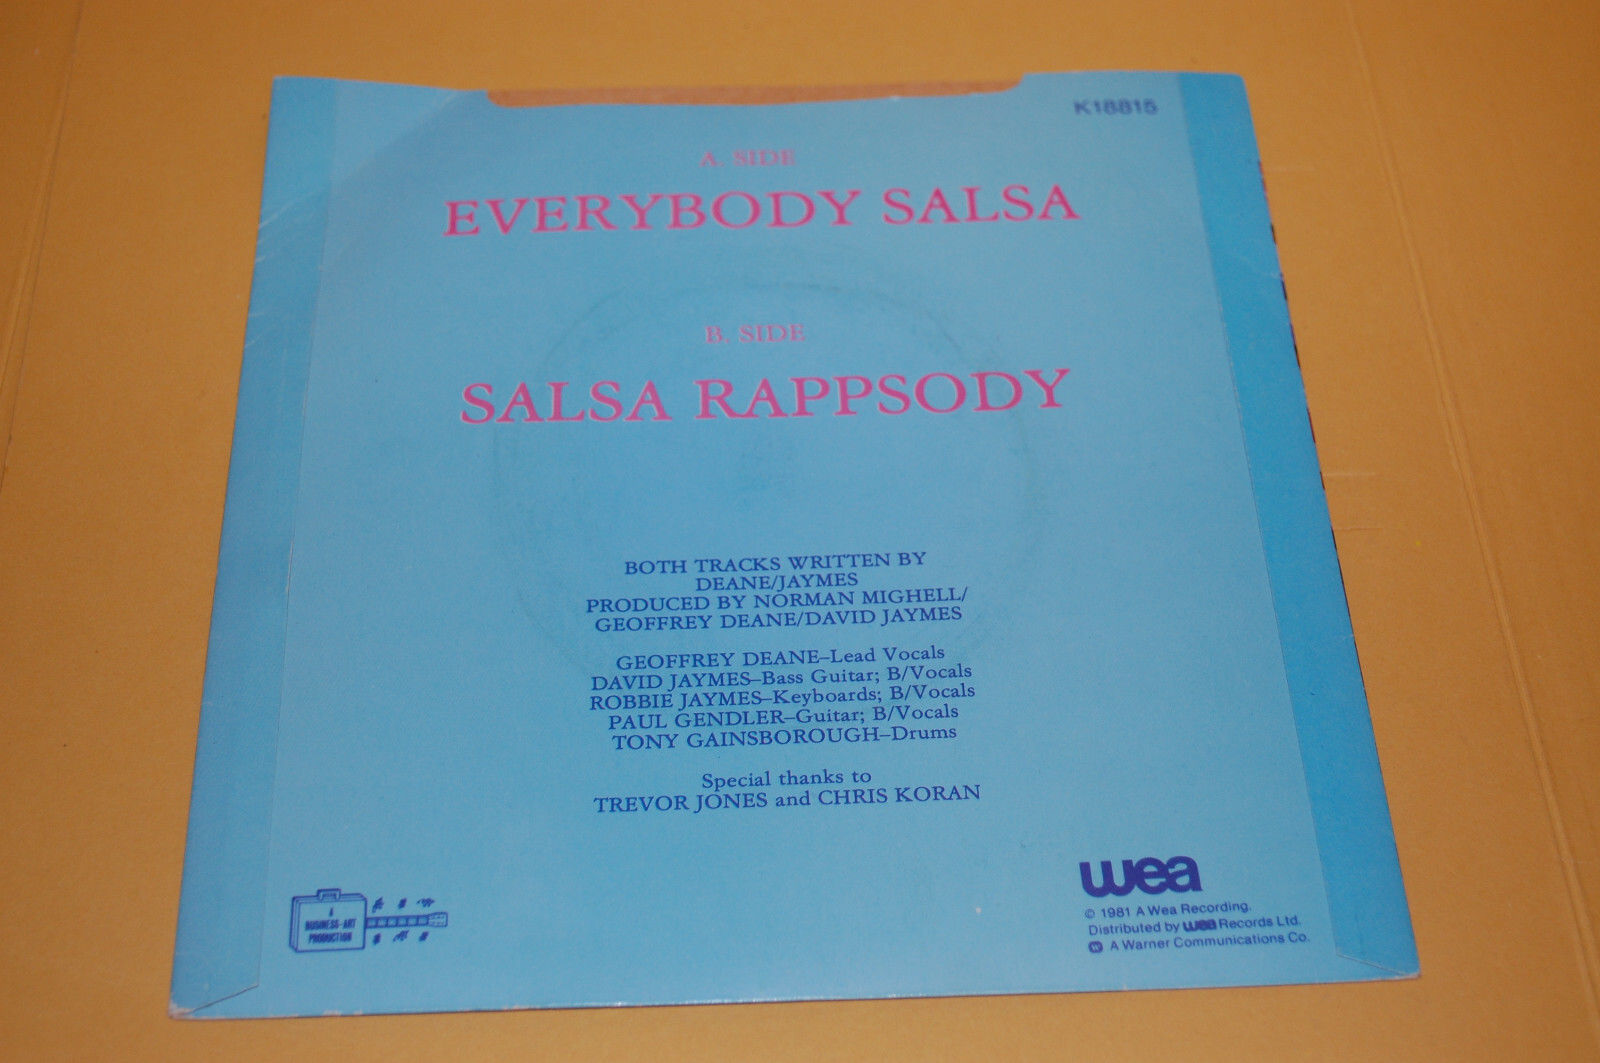 K18815
A. SIDE
EVERYBODY SALSA
B. SIDE
SALSA RAPPSODY
BOTH TRACKS WRITTEN BY
DEANE/JAYMES
PRODUCED BY NORMAN MIGHELL/
GEOFFREY DEANE/DAVID JAYMES
GEOFFREY DEANE–Lead Vocals
DAVID JAYMES–Bass Guitar; B/Vocals
ROBBIE JAYMES–Keyboards; B/Vocals
PAUL GENDLER–Guitar; B/Vocals
TONY GAINSBOROUGH–Drums
Special thanks to
TREVOR JONES and CHRIS KORAN
A
BUSINESS-ART
PRODUCTION
wea
© 1981 A Wea Recording.
Distributed by wea Records Ltd.
A Warner Communications Co.